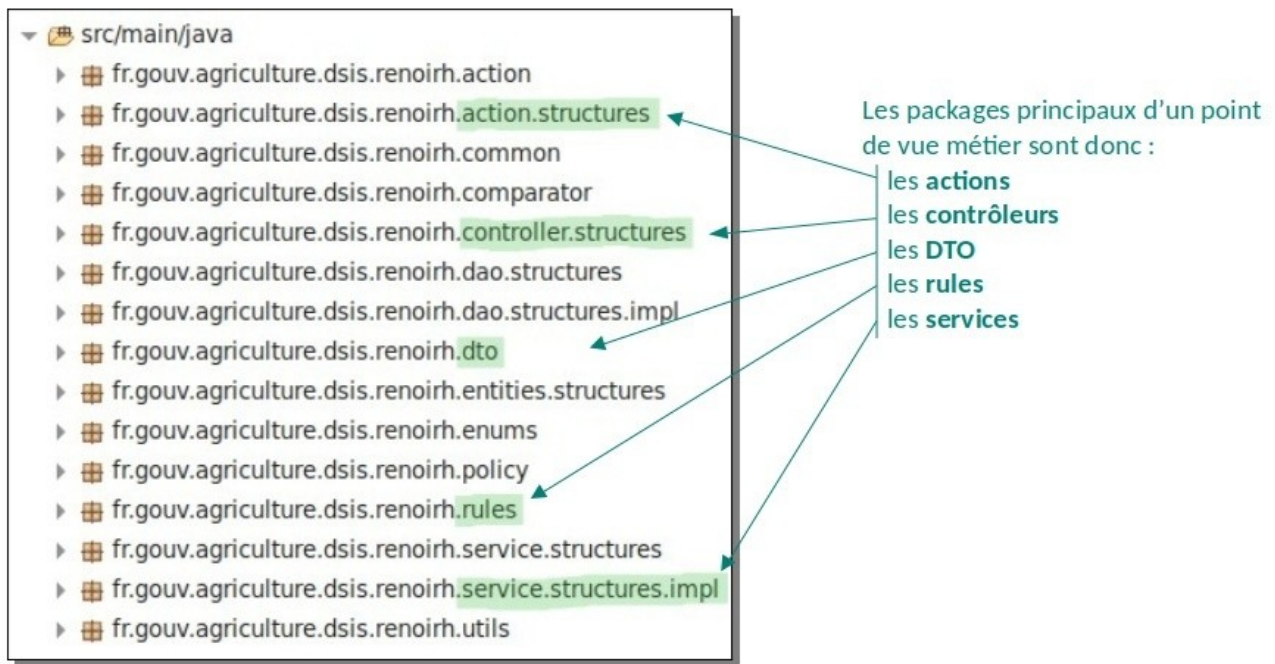 src/main/java
fr.gouv.agriculture.dsis.renoirh.action
fr.gouv.agriculture.dsis.renoirh.action.structures
fr.gouv.agriculture.dsis.renoirh.common
fr.gouv.agriculture.dsis.renoirh.comparator
fr.gouv.agriculture.dsis.renoirh.controller.structures
fr.gouv.agriculture.dsis.renoirh.dao.structures
fr.gouv.agriculture.dsis.renoirh.dao.structures.impl
fr.gouv.agriculture.dsis.renoirh.dto
fr.gouv.agriculture.dsis.renoirh.entities.structures
fr.gouv.agriculture.dsis.renoirh.enums
fr.gouv.agriculture.dsis.renoirh.policy
fr.gouv.agriculture.dsis.renoirh.rules
fr.gouv.agriculture.dsis.renoirh.service.structures
fr.gouv.agriculture.dsis.renoirh.service.structures.impl
fr.gouv.agriculture.dsis.renoirh.utils
Les packages principaux d’un point
de vue métier sont donc :
les actions
les contrôleurs
les DTO
les rules
les services